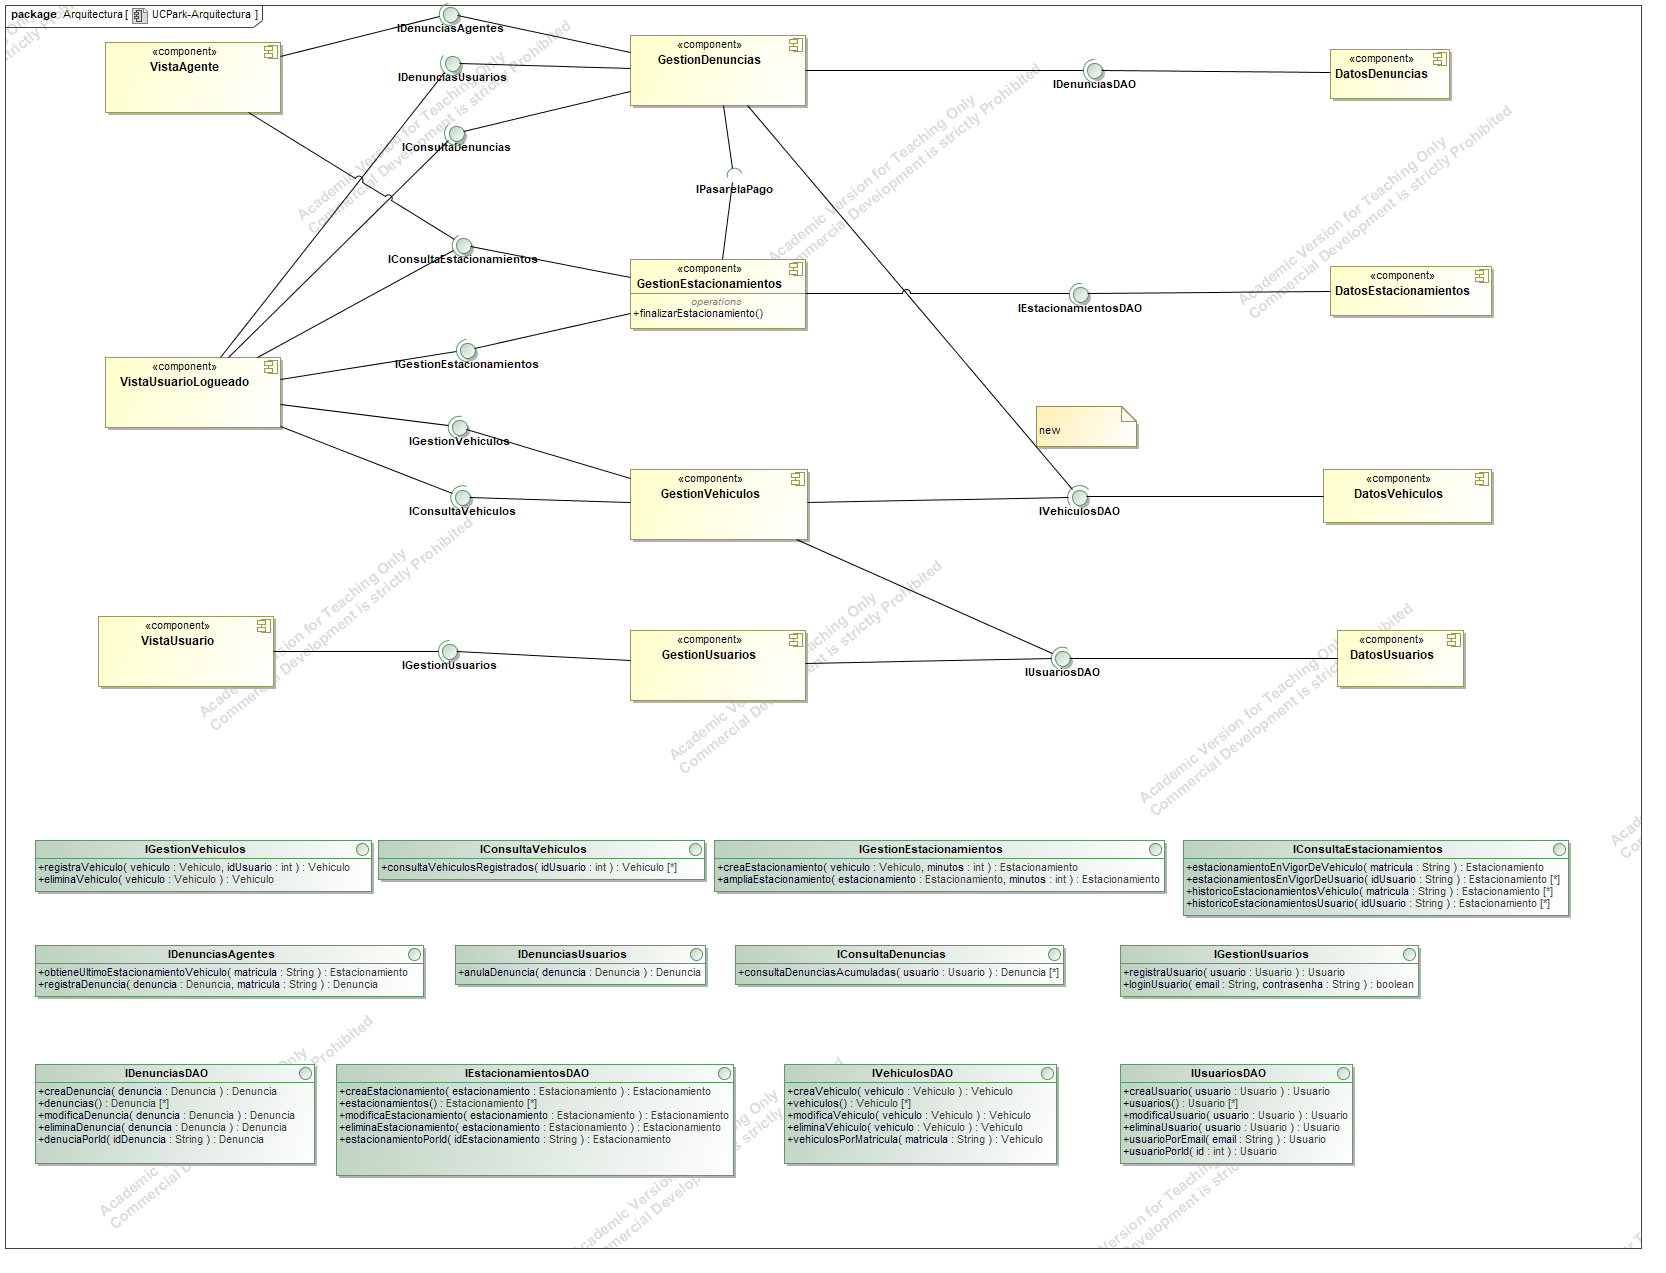 package Arquitectura [ UCPark-Arquitectura ]
IDenunciasAgentes
«component»
VistaAgente
«component»
GestionDenuncias
«component»
DatosDenuncias
IDenunciasUsuarios
IDenunciasDAO
IConsultaDenuncias
IPasarelaPago
IConsultaEstacionamientos
«component»
GestionEstacionamientos
operations
+finalizarEstacionamiento()
«component»
DatosEstacionamientos
IEstacionamientosDAO
«component»
VistaUsuarioLogueado
IGestionEstacionamientos
new
IGestionVehiculos
«component»
GestionVehiculos
«component»
DatosVehiculos
IConsultaVehiculos
IVehiculosDAO
«component»
VistaUsuario
«component»
GestionUsuarios
«component»
DatosUsuarios
IGestionUsuarios
IUsuariosDAO
IGestionVehiculos
+registraVehiculo( vehiculo : Vehiculo, idUsuario : int ) : Vehiculo
+eliminaVehiculo( vehiculo : Vehiculo ) : Vehiculo
IConsultaVehiculos
+consultaVehiculosRegistrados( idUsuario : int ) : Vehiculo [*]
IGestionEstacionamientos
+creaEstacionamiento( vehiculo : Vehiculo, minutos : int ) : Estacionamiento
+ampliaEstacionamiento( estacionamiento : Estacionamiento, minutos : int ) : Estacionamiento
IConsultaEstacionamientos
+estacionamientoEnVigorDeVehiculo( matricula : String ) : Estacionamiento
+estacionamientosEnVigorDeUsuario( idUsuario : String ) : Estacionamiento [*]
+historicoEstacionamientosVehiculo( matricula : String ) : Estacionamiento [*]
+historicoEstacionamientosUsuario( idUsuario : String ) : Estacionamiento [*]
IDenunciasAgentes
+obtieneUltimoEstacionamientoVehiculo( matricula : String ) : Estacionamiento
+registraDenuncia( denuncia : Denuncia, matricula : String ) : Denuncia
IDenunciasUsuarios
+anulaDenuncia( denuncia : Denuncia ) : Denuncia
IConsultaDenuncias
+consultaDenunciasAcumuladas( usuario : Usuario ) : Denuncia [*]
IGestionUsuarios
+registraUsuario( usuario : Usuario ) : Usuario
+loginUsuario( email : String, contrasenha : String ) : boolean
IDenunciasDAO
+creaDenuncia( denuncia : Denuncia ) : Denuncia
+denuncias() : Denuncia [*]
+modificaDenuncia( denuncia : Denuncia ) : Denuncia
+eliminaDenuncia( denuncia : Denuncia ) : Denuncia
+denuciaPorId( idDenuncia : String ) : Denuncia
IEstacionamientosDAO
+creaEstacionamiento( estacionamiento : Estacionamiento ) : Estacionamiento
+estacionamientos() : Estacionamiento [*]
+modificaEstacionamiento( estacionamiento : Estacionamiento ) : Estacionamiento
+eliminaEstacionamiento( estacionamiento : Estacionamiento ) : Estacionamiento
+estacionamientoPorId( idEstacionamiento : String ) : Estacionamiento
IVehiculosDAO
+creaVehiculo( vehiculo : Vehiculo ) : Vehiculo
+vehiculos() : Vehiculo [*]
+modificaVehiculo( vehiculo : Vehiculo ) : Vehiculo
+eliminaVehiculo( vehiculo : Vehiculo ) : Vehiculo
+vehiculosPorMatricula( matricula : String ) : Vehiculo
IUsuariosDAO
+creaUsuario( usuario : Usuario ) : Usuario
+usuarios() : Usuario [*]
+modificaUsuario( usuario : Usuario ) : Usuario
+eliminaUsuario( usuario : Usuario ) : Usuario
+usuarioPorEmail( email : String ) : Usuario
+usuarioPorId( id : int ) : Usuario
Academic Version for Teaching Only
Commercial Development is strictly Prohibited